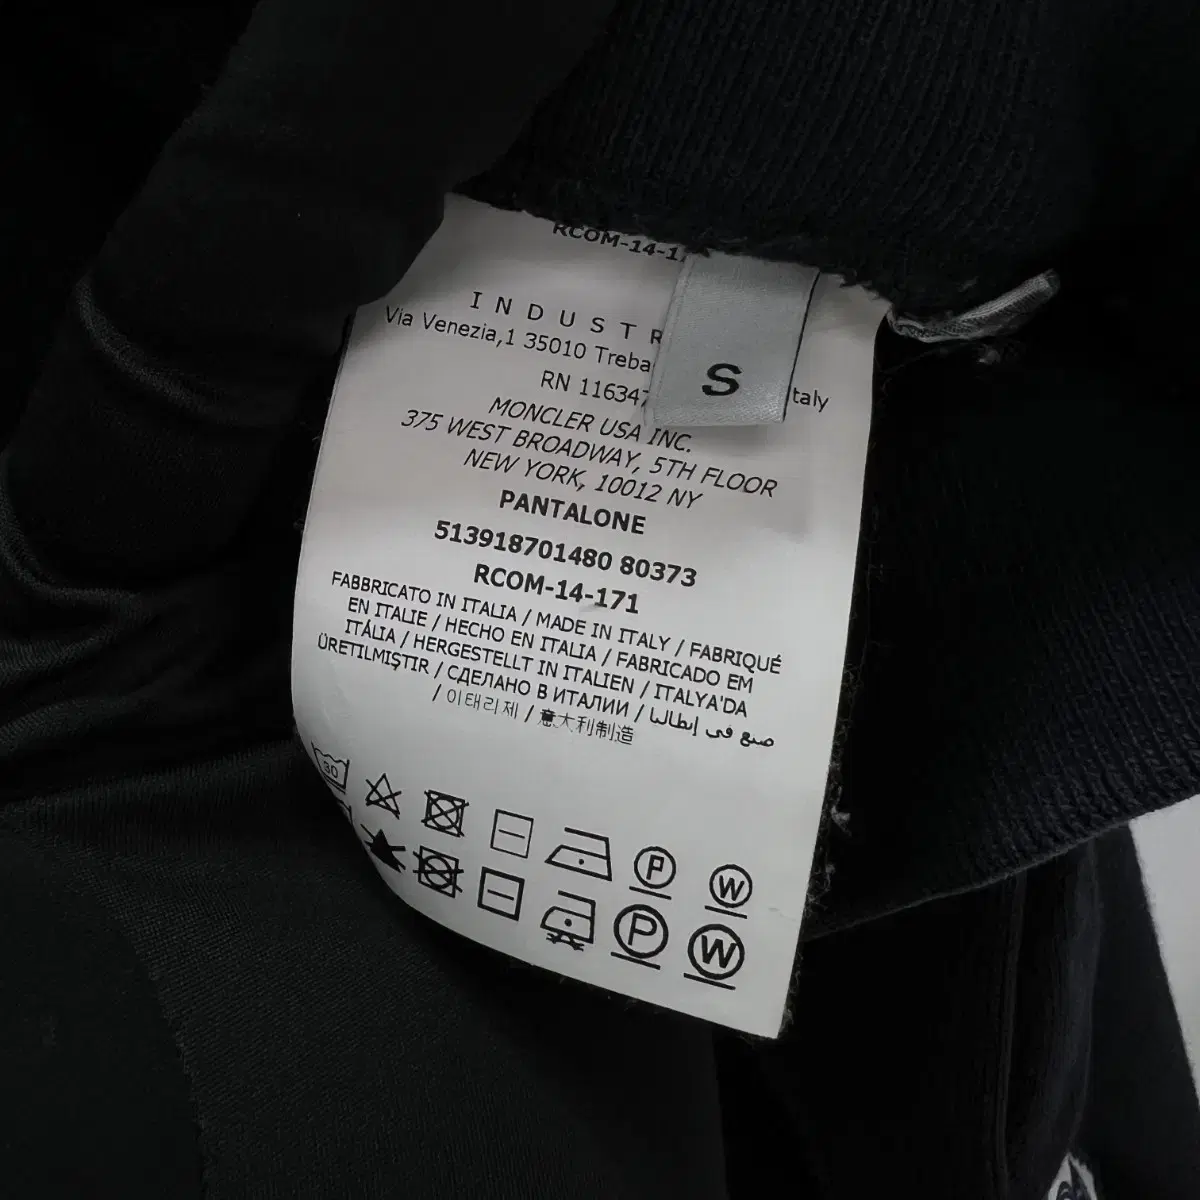 RCOM-14-1
INDUSTR
Via Venezia,1 35010 Treba
taly
RN 116347
S
MONCLER USA INC.
375 WEST BROADWAY, 5TH FLOOR
NEW YORK, 10012 NY
PANTALONE
513918701480 80373
RCOM-14-171
FABBRICATO IN ITALIA / MADE IN ITALY / FABRIQUÉ
EN ITALIE / HECHO EN ITALIA / FABRICADO EM
ITÁLIA / HERGESTELLT IN ITALIEN / ITALYA'DA
ÜRETILMIŞTIR / СДЕЛАНО В ИТАЛИИ / صنع في إيطاليا
/ 이태리제 / 意大利制造
30
P
W
P
W